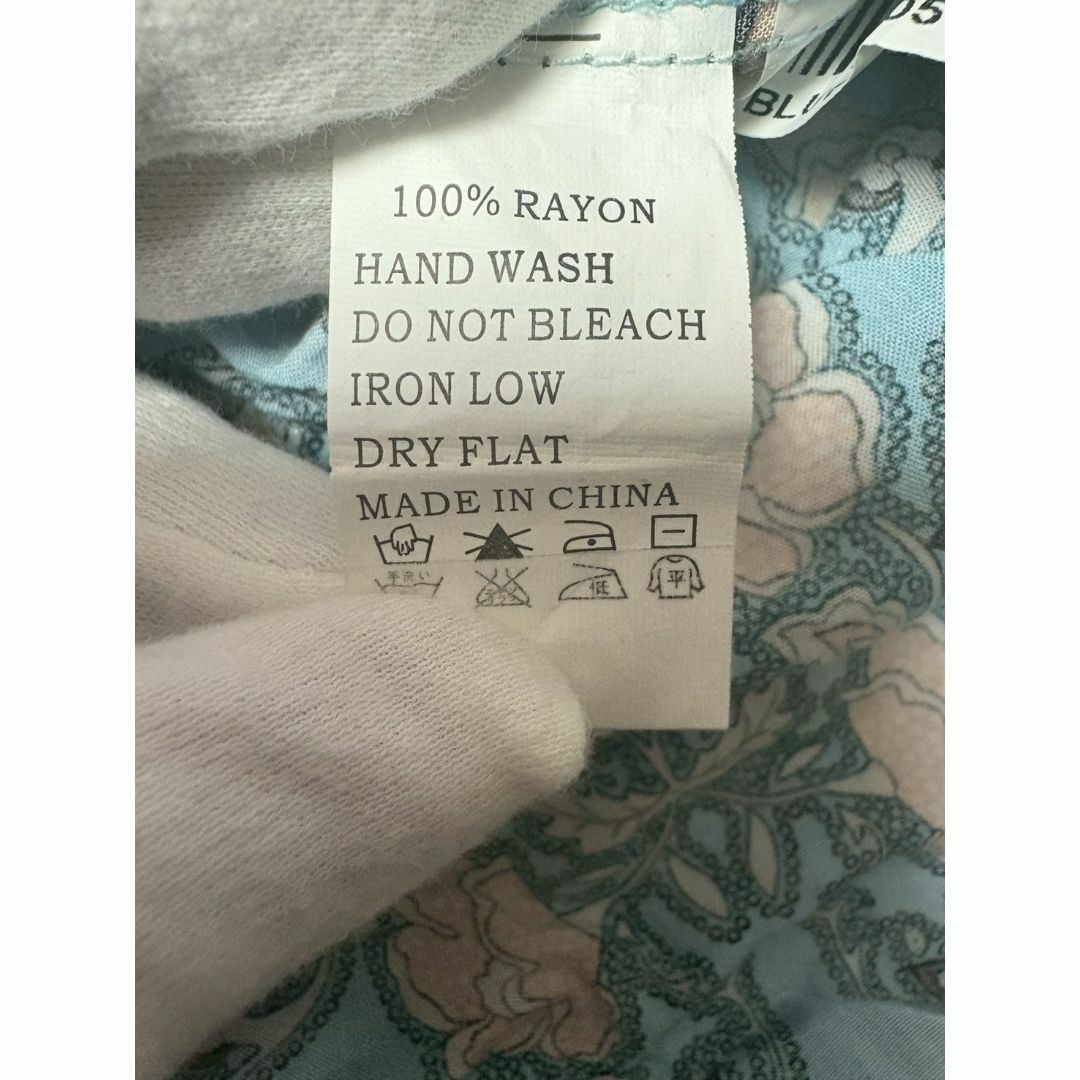 100% RAYON
HAND WASH
DO NOT BLEACH
IRON LOW
DRY FLAT
MADE IN CHINA
手洗い
低 平